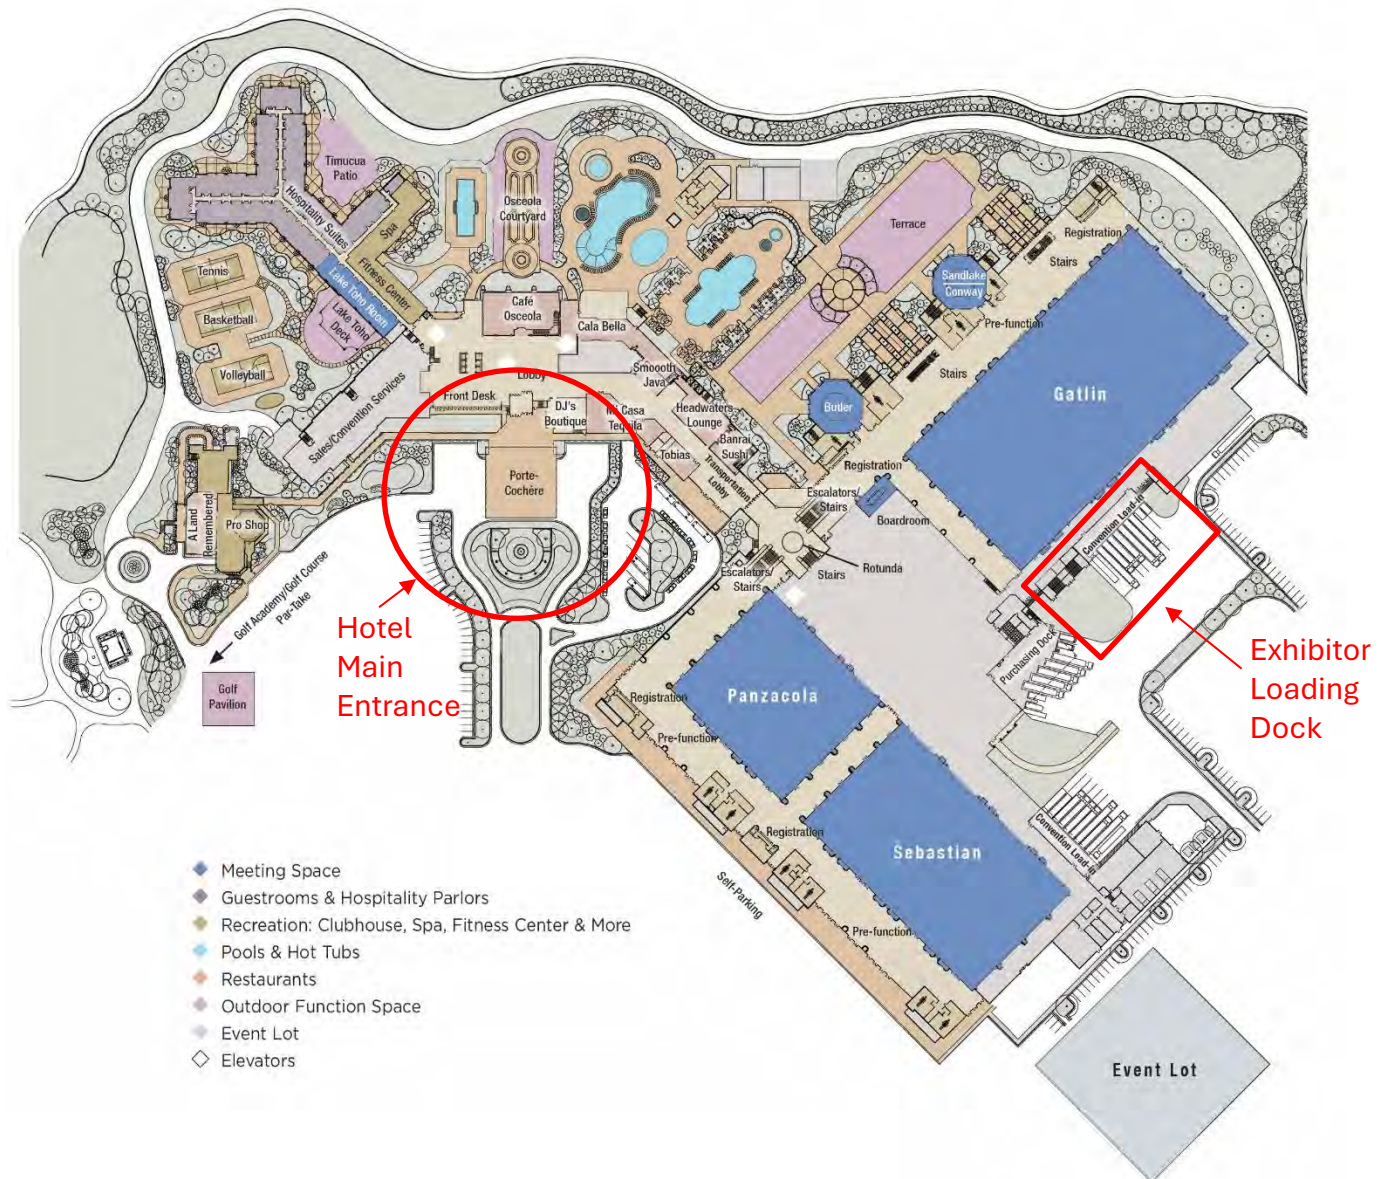 Timucua
Patio
Hospitality Suites
Spa
Fitness Center
Lake Toho Room
Lake Toho
Deck
Tennis
Basketball
Volleyball
Osceola
Courtyard
Café
Osceola
Cala Bella
Smoooth
Java
Lobby
Front Desk
DJ's
Boutique
Mi Casa
Tequila
Headwaters
Lounge
Banrai
Sushi
Tobias
Transportation
Lobby
Sales/Convention Services
Porte-
Cochère
A Land
Remembered
Pro Shop
Golf Academy/Golf Course
Par-Take
Golf
Pavilion
Terrace
Sandlake
Conway
Butler
Registration
Stairs
Pre-function
Stairs
Gatlin
Registration
Escalators/
Stairs
Boardroom
Rotunda
Stairs
Escalators/
Stairs
Convention Load-in
Purchasing Dock
Hotel
Main
Entrance
Exhibitor
Loading
Dock
Panzacola
Registration
Pre-function
Registration
Sebastian
Self-Parking
Pre-function
Convention Load-in
Event Lot
Meeting Space
Guestrooms & Hospitality Parlors
Recreation: Clubhouse, Spa, Fitness Center & More
Pools & Hot Tubs
Restaurants
Outdoor Function Space
Event Lot
Elevators